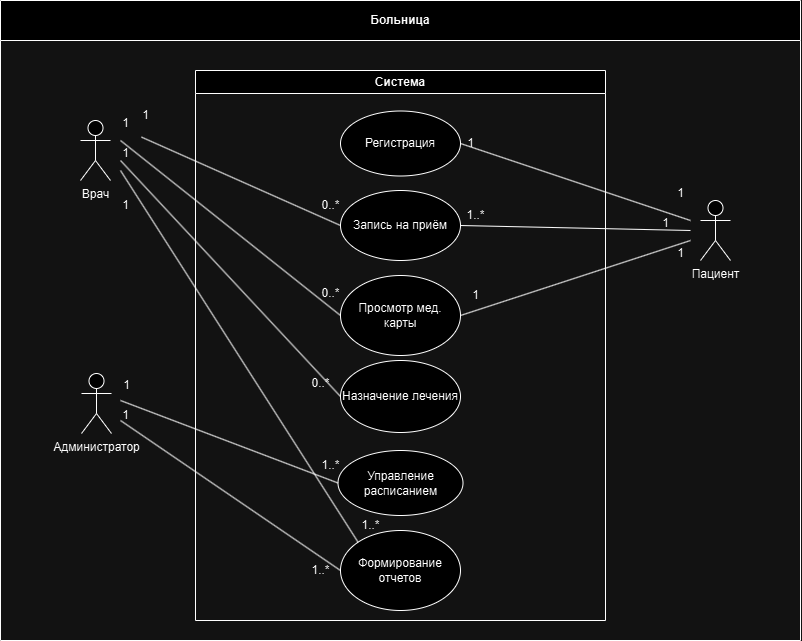 Больница
Система
1
1
Регистрация
1
1
1
Врач
1
0..*
Запись на приём
1..*
1
1
Пациент
0..*
Просмотр мед.
карты
1
0..*
Назначение лечения
1
1
Администратор
1..*
Управление
расписанием
1..*
1..*
Формирование
отчетов